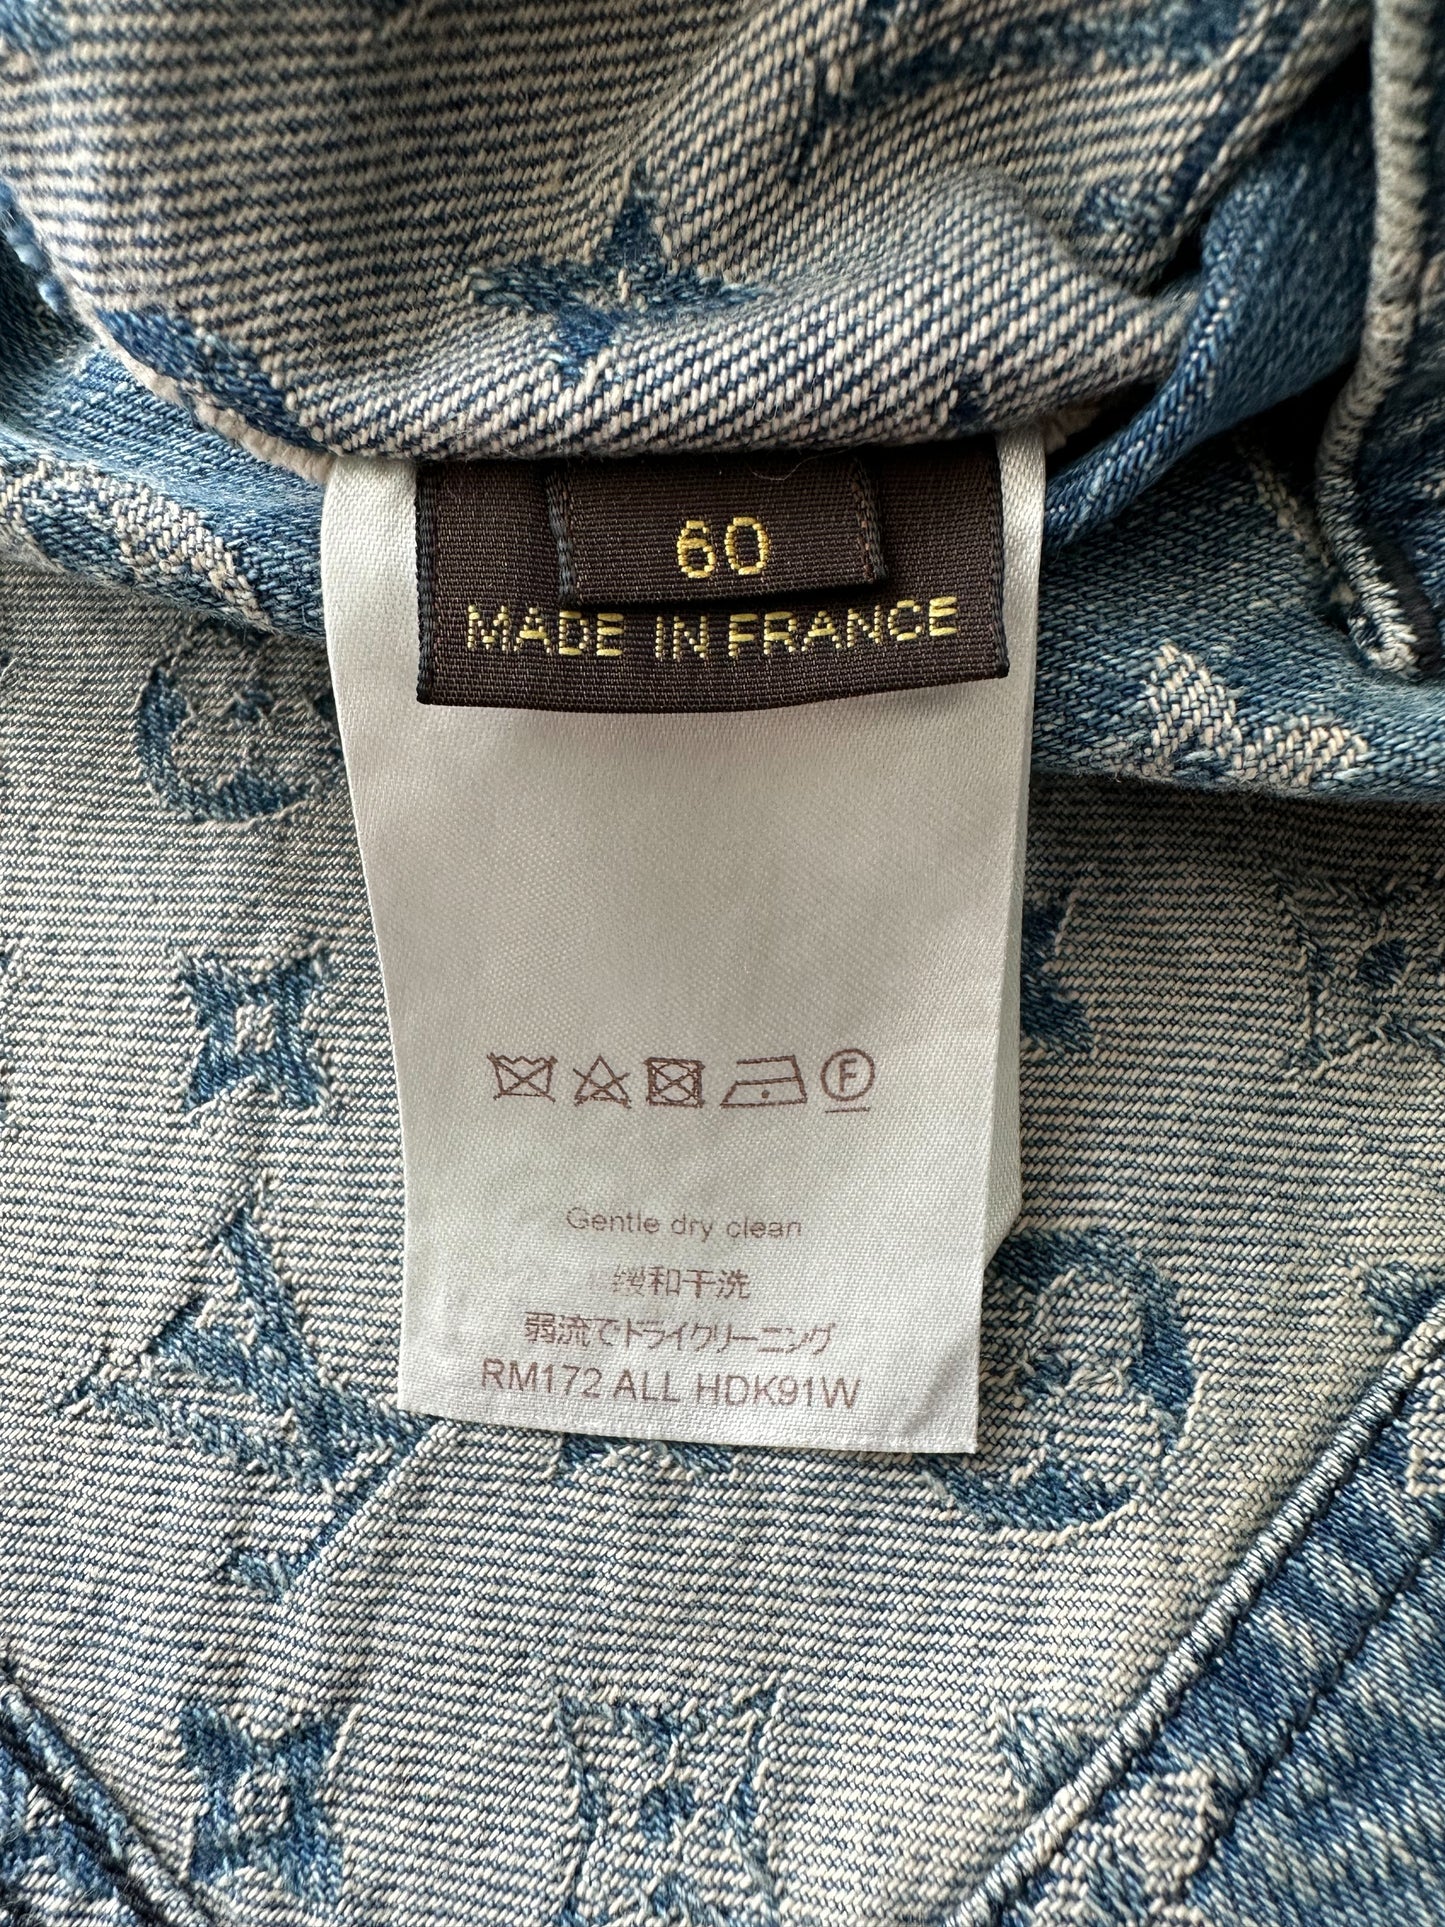 60
MADE IN FRANCE
F
Gentle dry clean
缓和干洗
弱流でドライクリーニング
RM172 ALL HDK91W